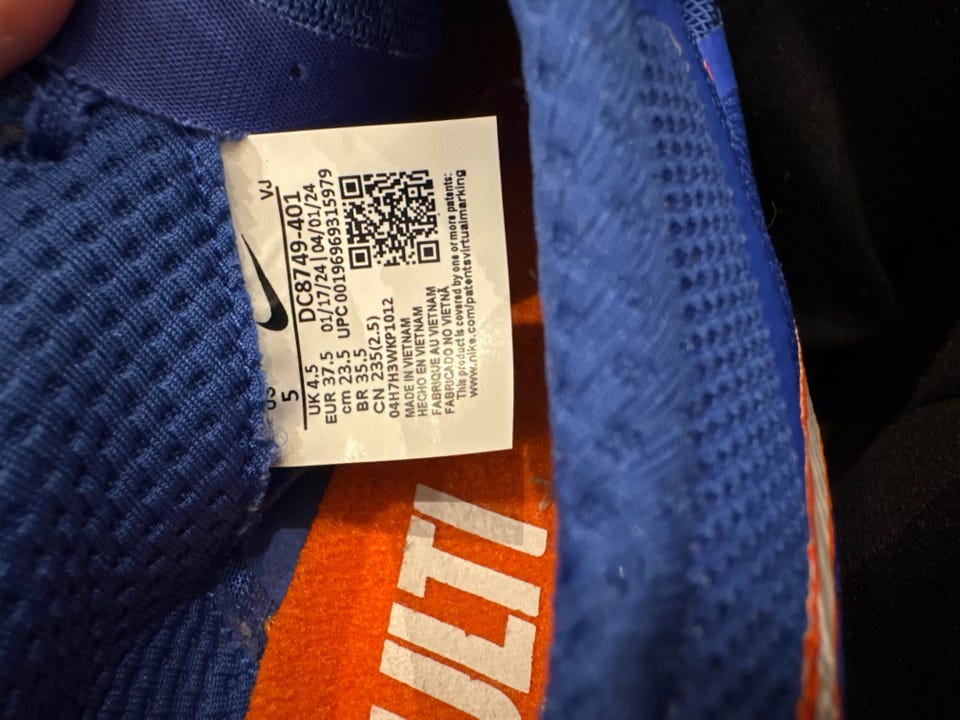 US VJ
5 DC8749-401
UK 4.5 01/17/24|04/01/24
EUR 37.5 UPC 00196969315979
cm 23.5
BR 35.5
CN 235(2.5)
04H7H3WKP1012
MADE IN VIETNAM
HECHO EN VIETNAM
FABRIQUE AU VIETNAM
FABRICADO NO VIETNÃ
This product is covered by one or more patents:
www.nike.com/patentsvirtualmarking
ULTI